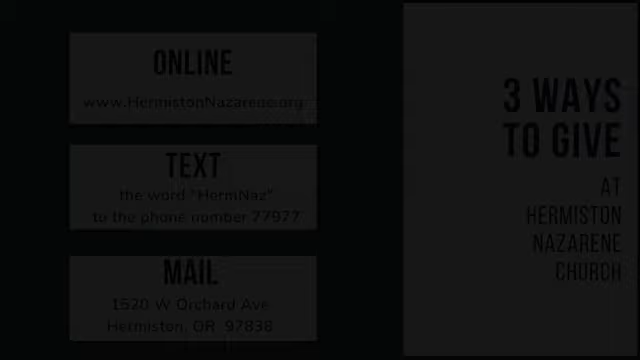 ONLINE
www.HermistonNazarene.org
TEXT
the word "HermNaz"
to the phone number 77977
MAIL
1520 W Orchard Ave
Hermiston, OR 97838
3 WAYS
TO GIVE
AT
HERMISTON
NAZARENE
CHURCH